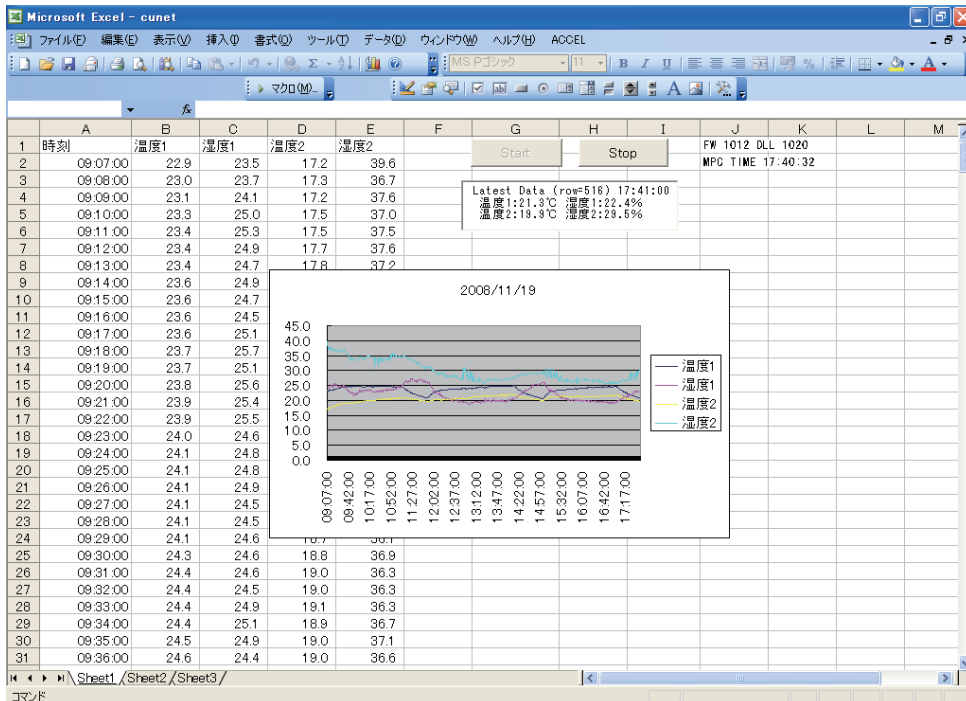 Microsoft Excel - cunet
ファイル(F) 編集(E) 表示(V) 挿入(I) 書式(O) ツール(T) データ(D) ウィンドウ(W) ヘルプ(H) ACCEL
MS Pゴシック 11 B I U %
マクロ(M)...
fx
A B C D E F G H I J K L M
1 時刻 温度1 湿度1 温度2 湿度2 Start Stop FW 1012 DLL 1020
2 09:07:00 22.9 23.5 17.2 39.6 MPC TIME 17:40:32
3 09:08:00 23.0 23.7 17.3 36.7
4 09:09:00 23.1 24.1 17.2 37.6
5 09:10:00 23.3 25.0 17.5 37.0
6 09:11:00 23.4 25.3 17.5 37.5
7 09:12:00 23.4 24.9 17.7 37.6
8 09:13:00 23.4 24.7 17.8 37.2
9 09:14:00 23.6 24.9
10 09:15:00 23.6 24.7
11 09:16:00 23.6 24.5
12 09:17:00 23.6 25.1
13 09:18:00 23.7 25.7
14 09:19:00 23.7 25.1
15 09:20:00 23.8 25.6
16 09:21:00 23.9 25.4
17 09:22:00 23.9 25.5
18 09:23:00 24.0 24.6
19 09:24:00 24.1 24.8
20 09:25:00 24.1 24.8
21 09:26:00 24.1 24.9
22 09:27:00 24.1 24.5
23 09:28:00 24.1 24.5
24 09:29:00 24.1 24.6
25 09:30:00 24.3 24.6 18.8 36.9
26 09:31:00 24.4 24.6 19.0 36.3
27 09:32:00 24.4 24.5 19.0 36.3
28 09:33:00 24.4 24.9 19.1 36.3
29 09:34:00 24.4 25.1 18.9 36.7
30 09:35:00 24.5 24.9 19.0 37.1
31 09:36:00 24.6 24.4 19.0 36.6
Latest Data (row=516) 17:41:00
温度1:21.3℃ 湿度1:22.4%
温度2:19.9℃ 湿度2:29.5%
2008/11/19
45.0
40.0
35.0
30.0
25.0
20.0
15.0
10.0
5.0
0.0
09:07:00
09:42:00
10:17:00
10:52:00
11:27:00
12:02:00
12:37:00
13:12:00
13:47:00
14:22:00
14:57:00
15:32:00
16:07:00
16:42:00
17:17:00
温度1
湿度1
温度2
湿度2
Sheet1 Sheet2 Sheet3
コマンド